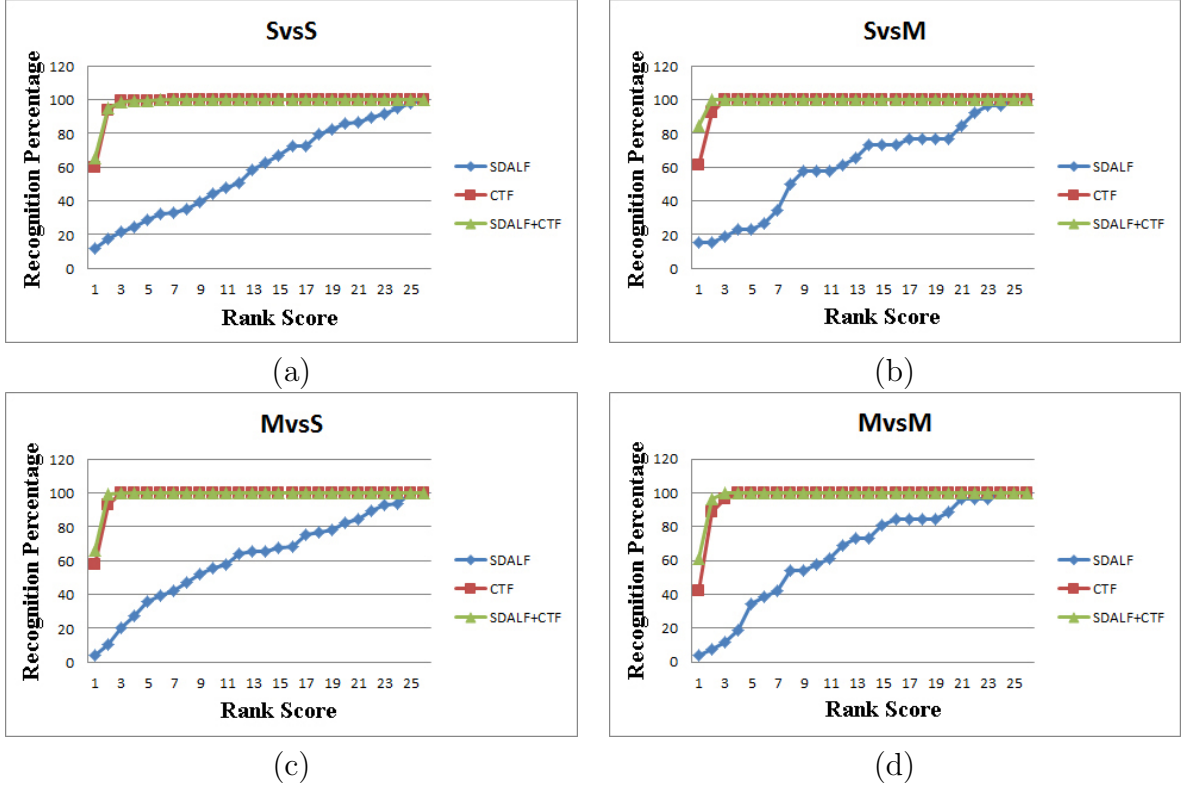 SvsS
Recognition Percentage
120
100
80
60
40
20
0
1 3 5 7 9 11 13 15 17 19 21 23 25
Rank Score
SDALF
CTF
SDALF+CTF
(a)
SvsM
Recognition Percentage
120
100
80
60
40
20
0
1 3 5 7 9 11 13 15 17 19 21 23 25
Rank Score
SDALF
CTF
SDALF+CTF
(b)
MvsS
Recognition Percentage
120
100
80
60
40
20
0
1 3 5 7 9 11 13 15 17 19 21 23 25
Rank Score
SDALF
CTF
SDALF+CTF
(c)
MvsM
Recognition Percentage
120
100
80
60
40
20
0
1 3 5 7 9 11 13 15 17 19 21 23 25
Rank Score
SDALF
CTF
SDALF+CTF
(d)